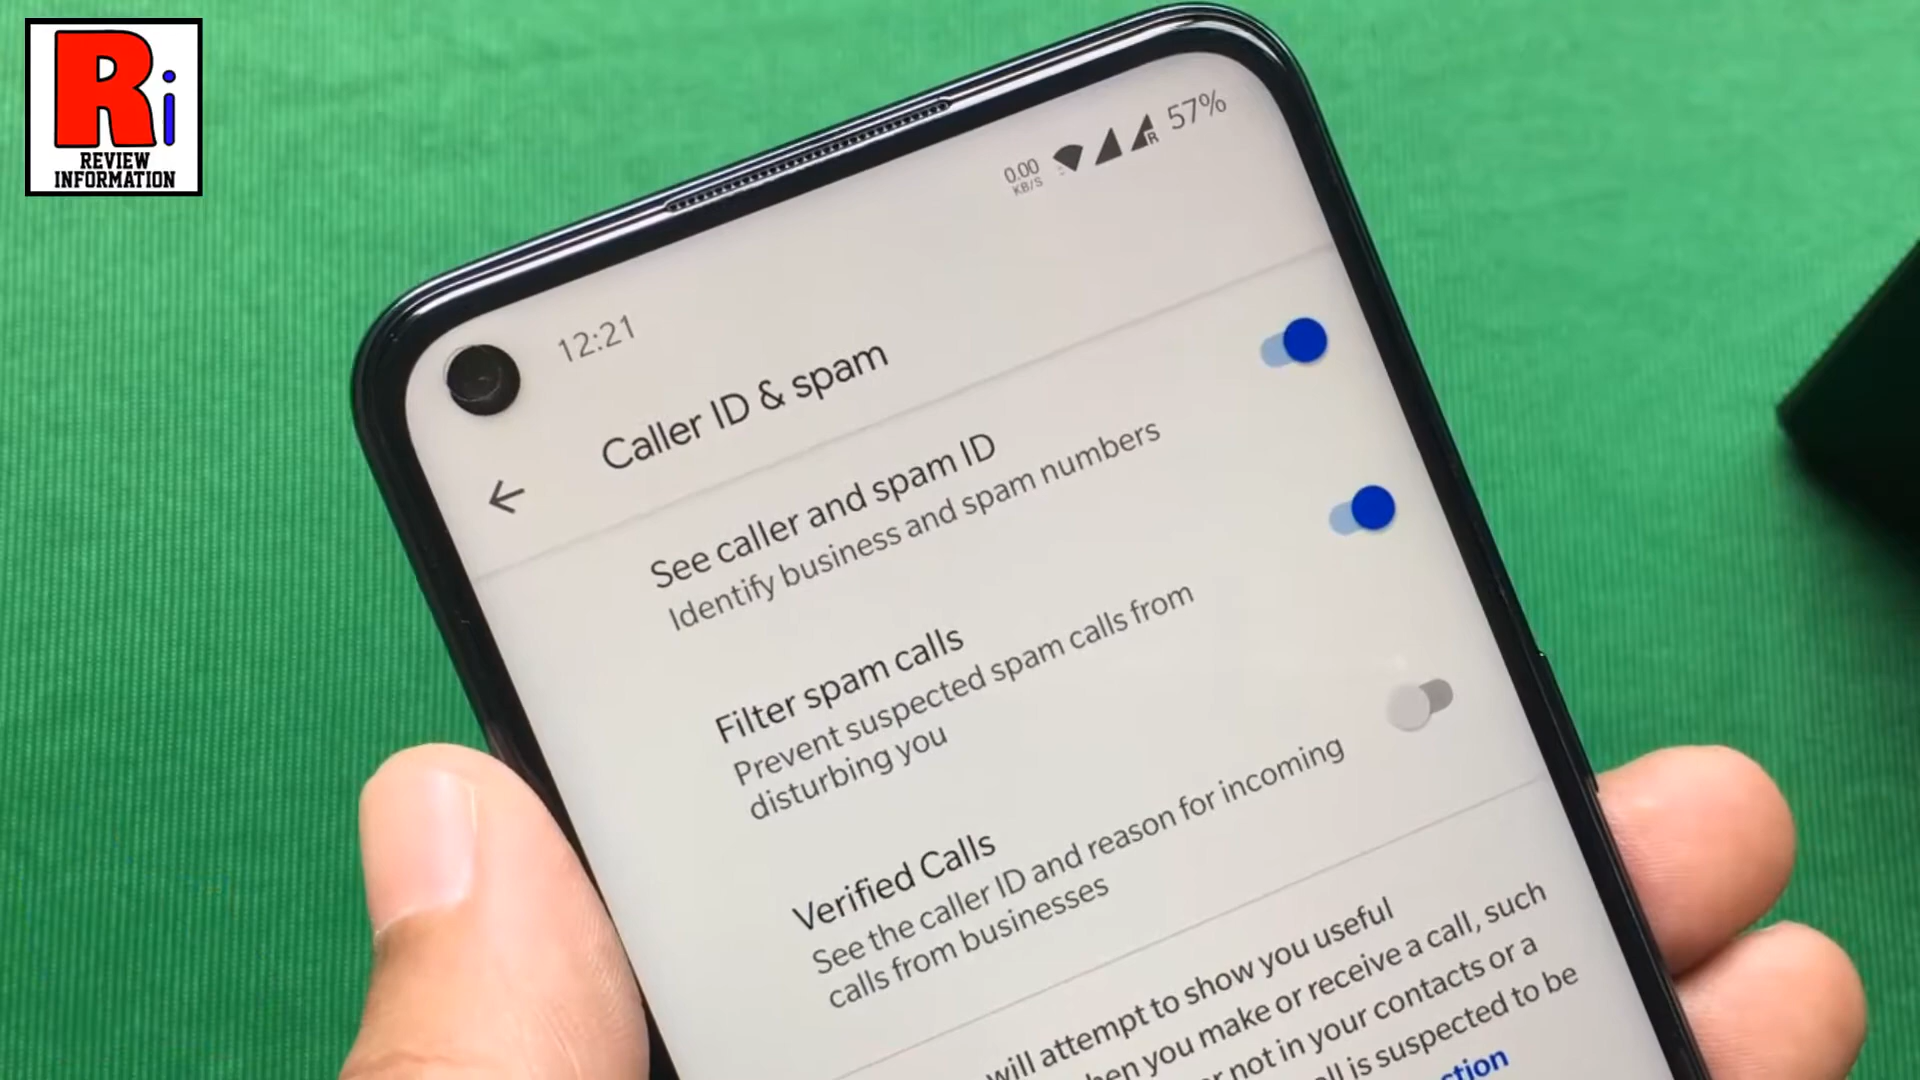 Ri
REVIEW
INFORMATION
12:21
0.00
KB/S
R
57%
Caller ID & spam
See caller and spam ID
Identify business and spam numbers
Filter spam calls
Prevent suspected spam calls from
disturbing you
Verified Calls
See the caller ID and reason for incoming
calls from businesses
will attempt to show you useful
you make or receive a call, such
not in your contacts or a
is suspected to be